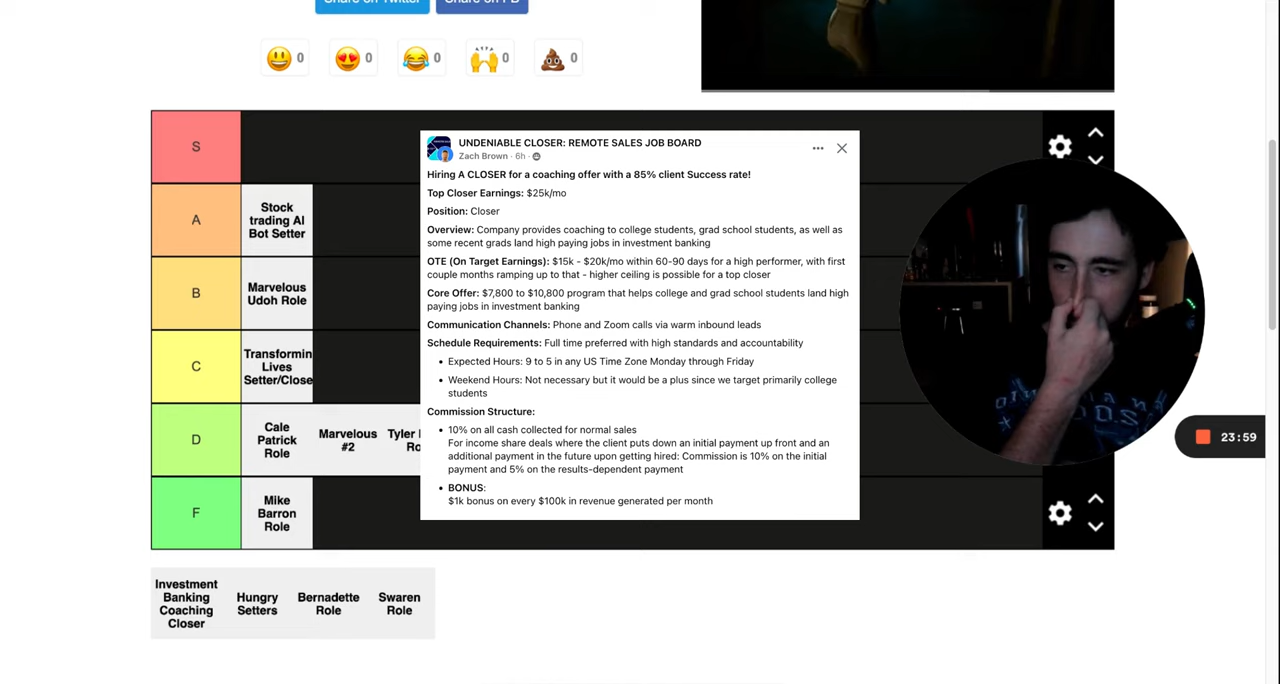 Share on Twitter
Share on FB
0
0
0
0
0
S
A
Stock
trading AI
Bot Setter
B
Marvelous
Udoh Role
C
Transformin
Lives
Setter/Close
D
Cale
Patrick
Role
Marvelous
#2
Tyler
F
Mike
Barron
Role
UNDENIABLE CLOSER: REMOTE SALES JOB BOARD
Zach Brown · 6h ·
Hiring A CLOSER for a coaching offer with a 85% client Success rate!
Top Closer Earnings: $25k/mo
Position: Closer
Overview: Company provides coaching to college students, grad school students, as well as
some recent grads land high paying jobs in investment banking
OTE (On Target Earnings): $15k - $20k/mo within 60-90 days for a high performer, with first
couple months ramping up to that - higher ceiling is possible for a top closer
Core Offer: $7,800 to $10,800 program that helps college and grad school students land high
paying jobs in investment banking
Communication Channels: Phone and Zoom calls via warm inbound leads
Schedule Requirements: Full time preferred with high standards and accountability
• Expected Hours: 9 to 5 in any US Time Zone Monday through Friday
• Weekend Hours: Not necessary but it would be a plus since we target primarily college
students
Commission Structure:
• 10% on all cash collected for normal sales
For income share deals where the client puts down an initial payment up front and an
additional payment in the future upon getting hired: Commission is 10% on the initial
payment and 5% on the results-dependent payment
• BONUS:
$1k bonus on every $100k in revenue generated per month
23:59
Investment
Banking
Coaching
Closer
Hungry
Setters
Bernadette
Role
Swaren
Role